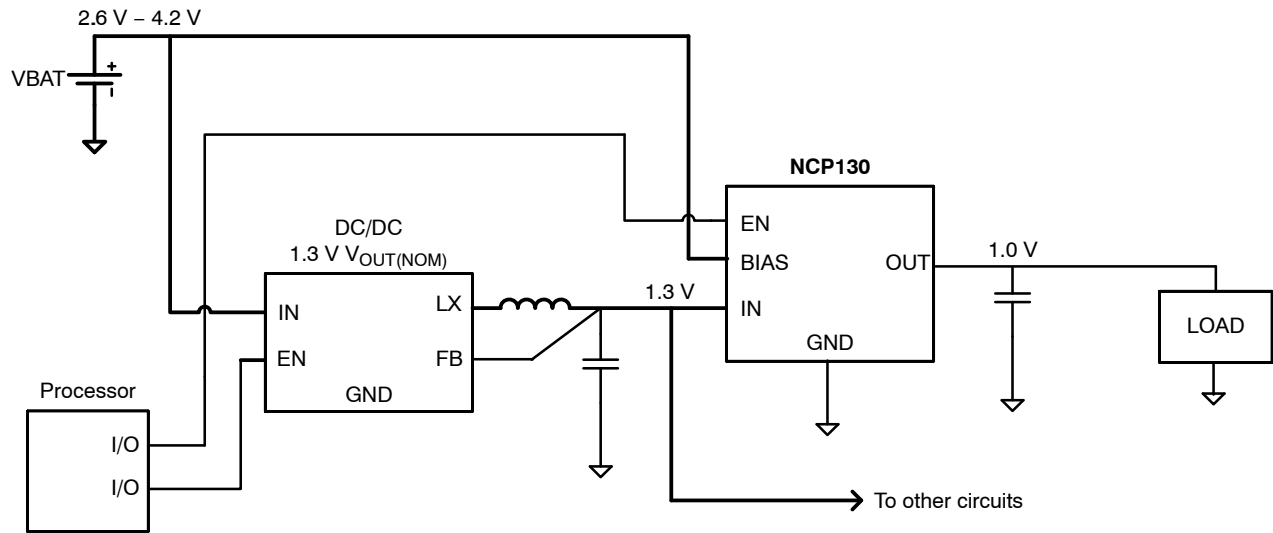 2.6 V – 4.2 V
VBAT
+
NCP130
DC/DC
1.3 V VOUT(NOM)
EN
BIAS
OUT
1.0 V
IN
LX
1.3 V
IN
EN
FB
GND
LOAD
GND
Processor
I/O
I/O
To other circuits